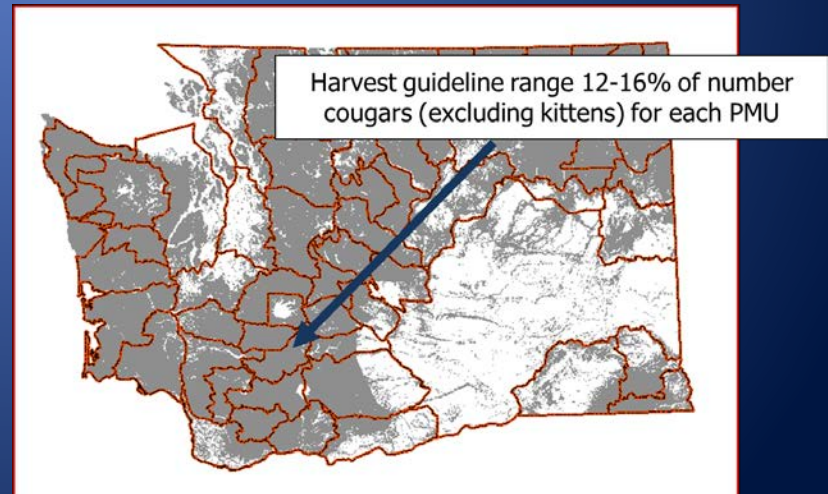 Harvest guideline range 12-16% of number
cougars (excluding kittens) for each PMU